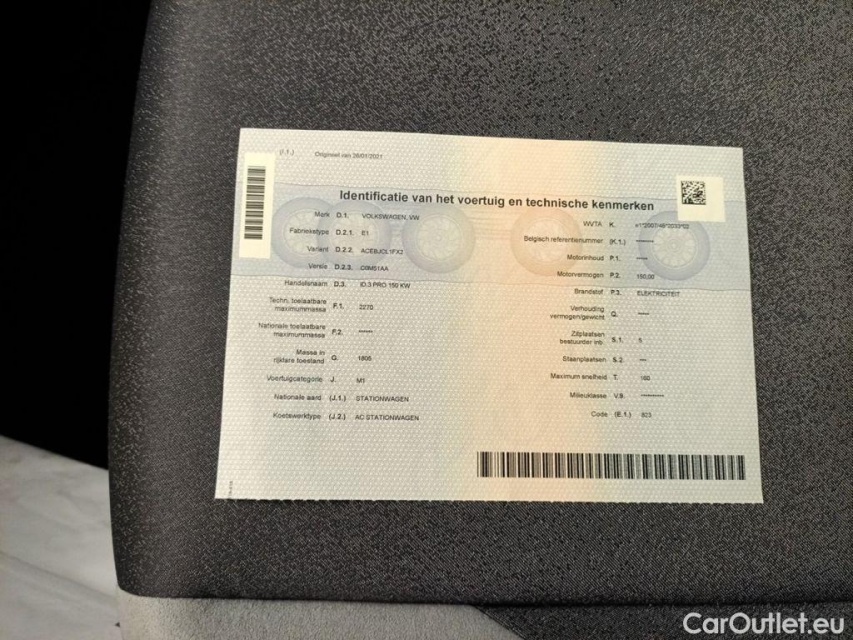 (I.1.) Origineel van 28/01/2021
Identificatie van het voertuig en technische kenmerken
Merk D.1. VOLKSWAGEN, VW
Fabriekstype D.2.1. E1
Variant D.2.2. ACEBJCL1FX2
Versie D.2.3.
Handelsnaam D.3. ID.3 PRO 150 KW
Techn. toelaatbare
maximummassa F.1. 2270
Nationale toelaatbare
maximummassa F.2. ------
Massa in
rijklare toestand G. 1805
Voertuigcategorie J. M1
Nationale aard (J.1.) STATIONWAGEN
Koetswerktype (J.2.) AC STATIONWAGEN
WVTA K.
Belgisch referentienummer (K.1.) -------
Motorinhoud P.1. -----
Motorvermogen P.2. 150,00
Brandstof P.3. ELEKTRICITEIT
Verhouding
vermogen/gewicht Q. -----
Zitplaatsen
bestuurder inb. S.1. 5
Staanplaatsen S.2. ---
Maximum snelheid T. 160
Milieuklasse V.9. ----------
Code (E.1.) 823
CarOutlet.eu